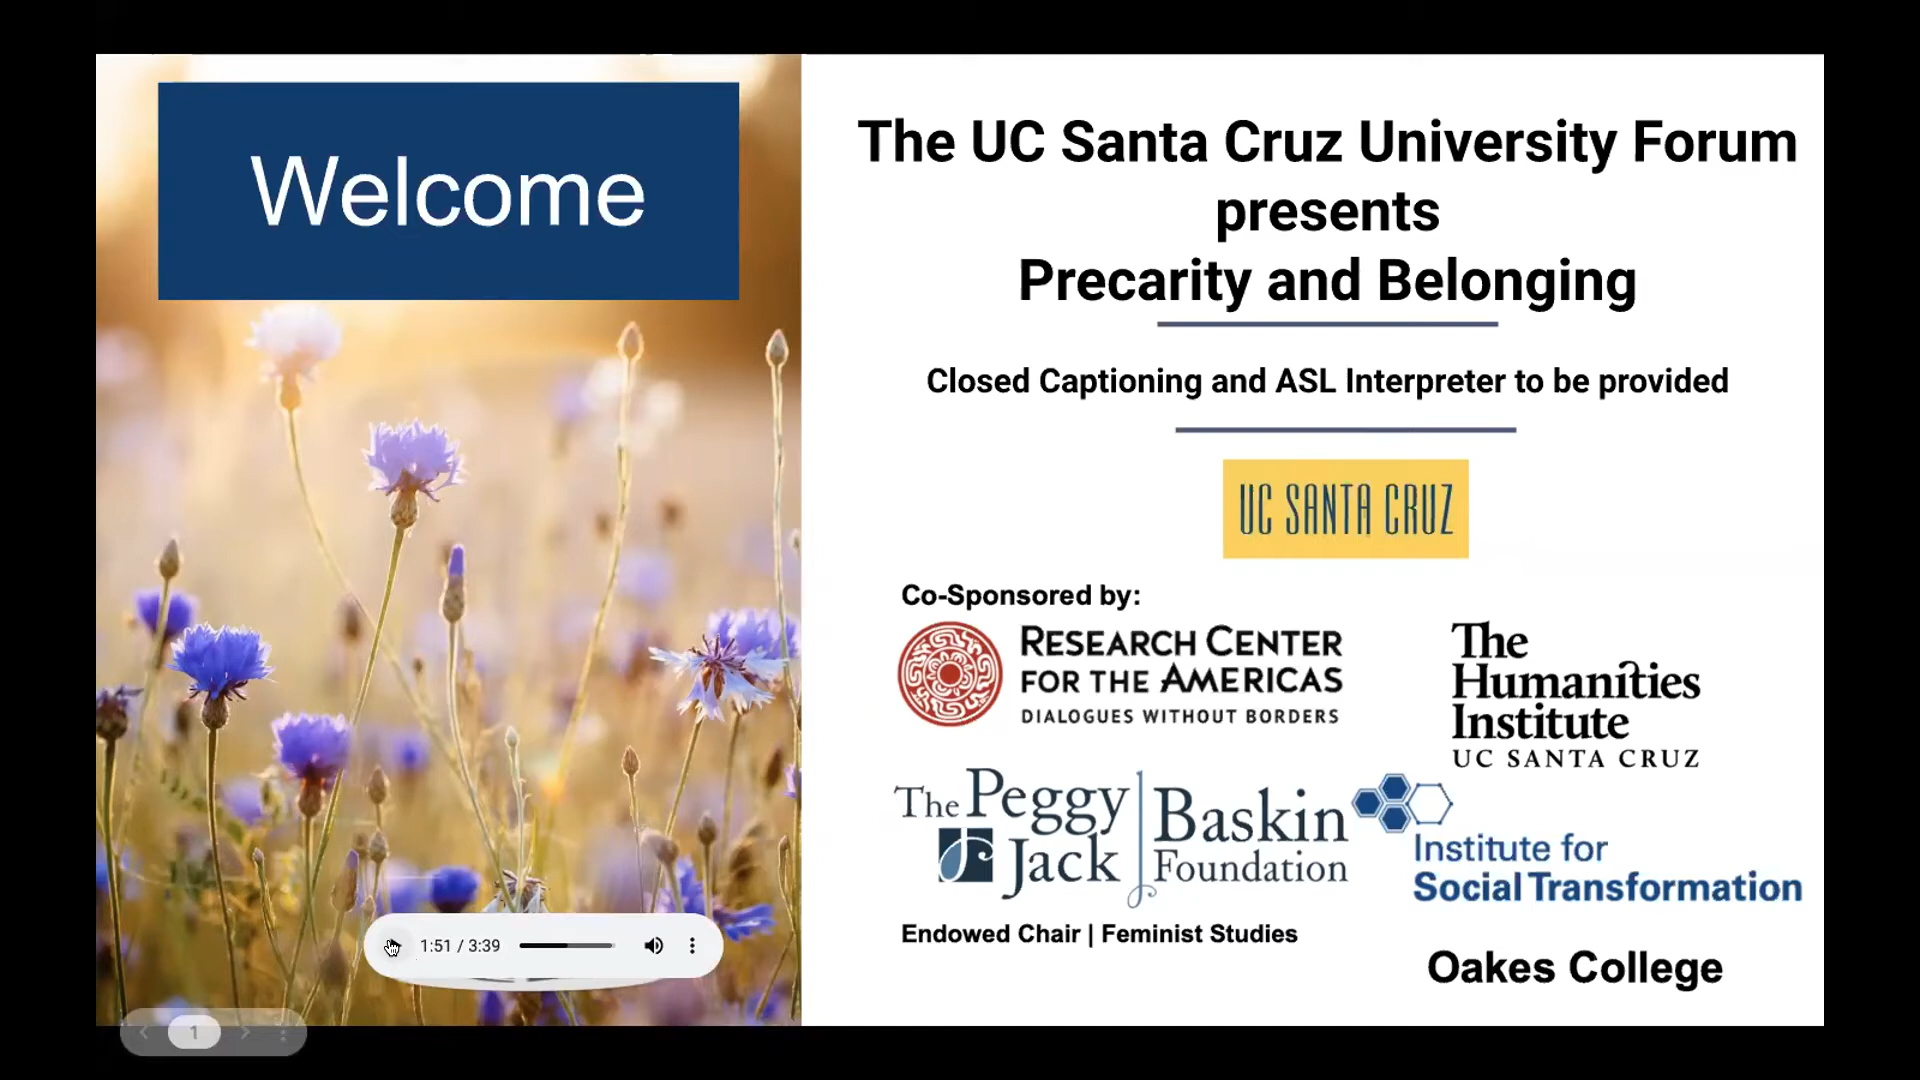 Welcome
The UC Santa Cruz University Forum
presents
Precarity and Belonging
Closed Captioning and ASL Interpreter to be provided
UC SANTA CRUZ
Co-Sponsored by:
RESEARCH CENTER
FOR THE AMERICAS
DIALOGUES WITHOUT BORDERS
The
Humanities
Institute
UC SANTA CRUZ
The Peggy
Jack
Baskin
Foundation
Endowed Chair | Feminist Studies
Institute for
Social Transformation
Oakes College
1:51 / 3:39
1